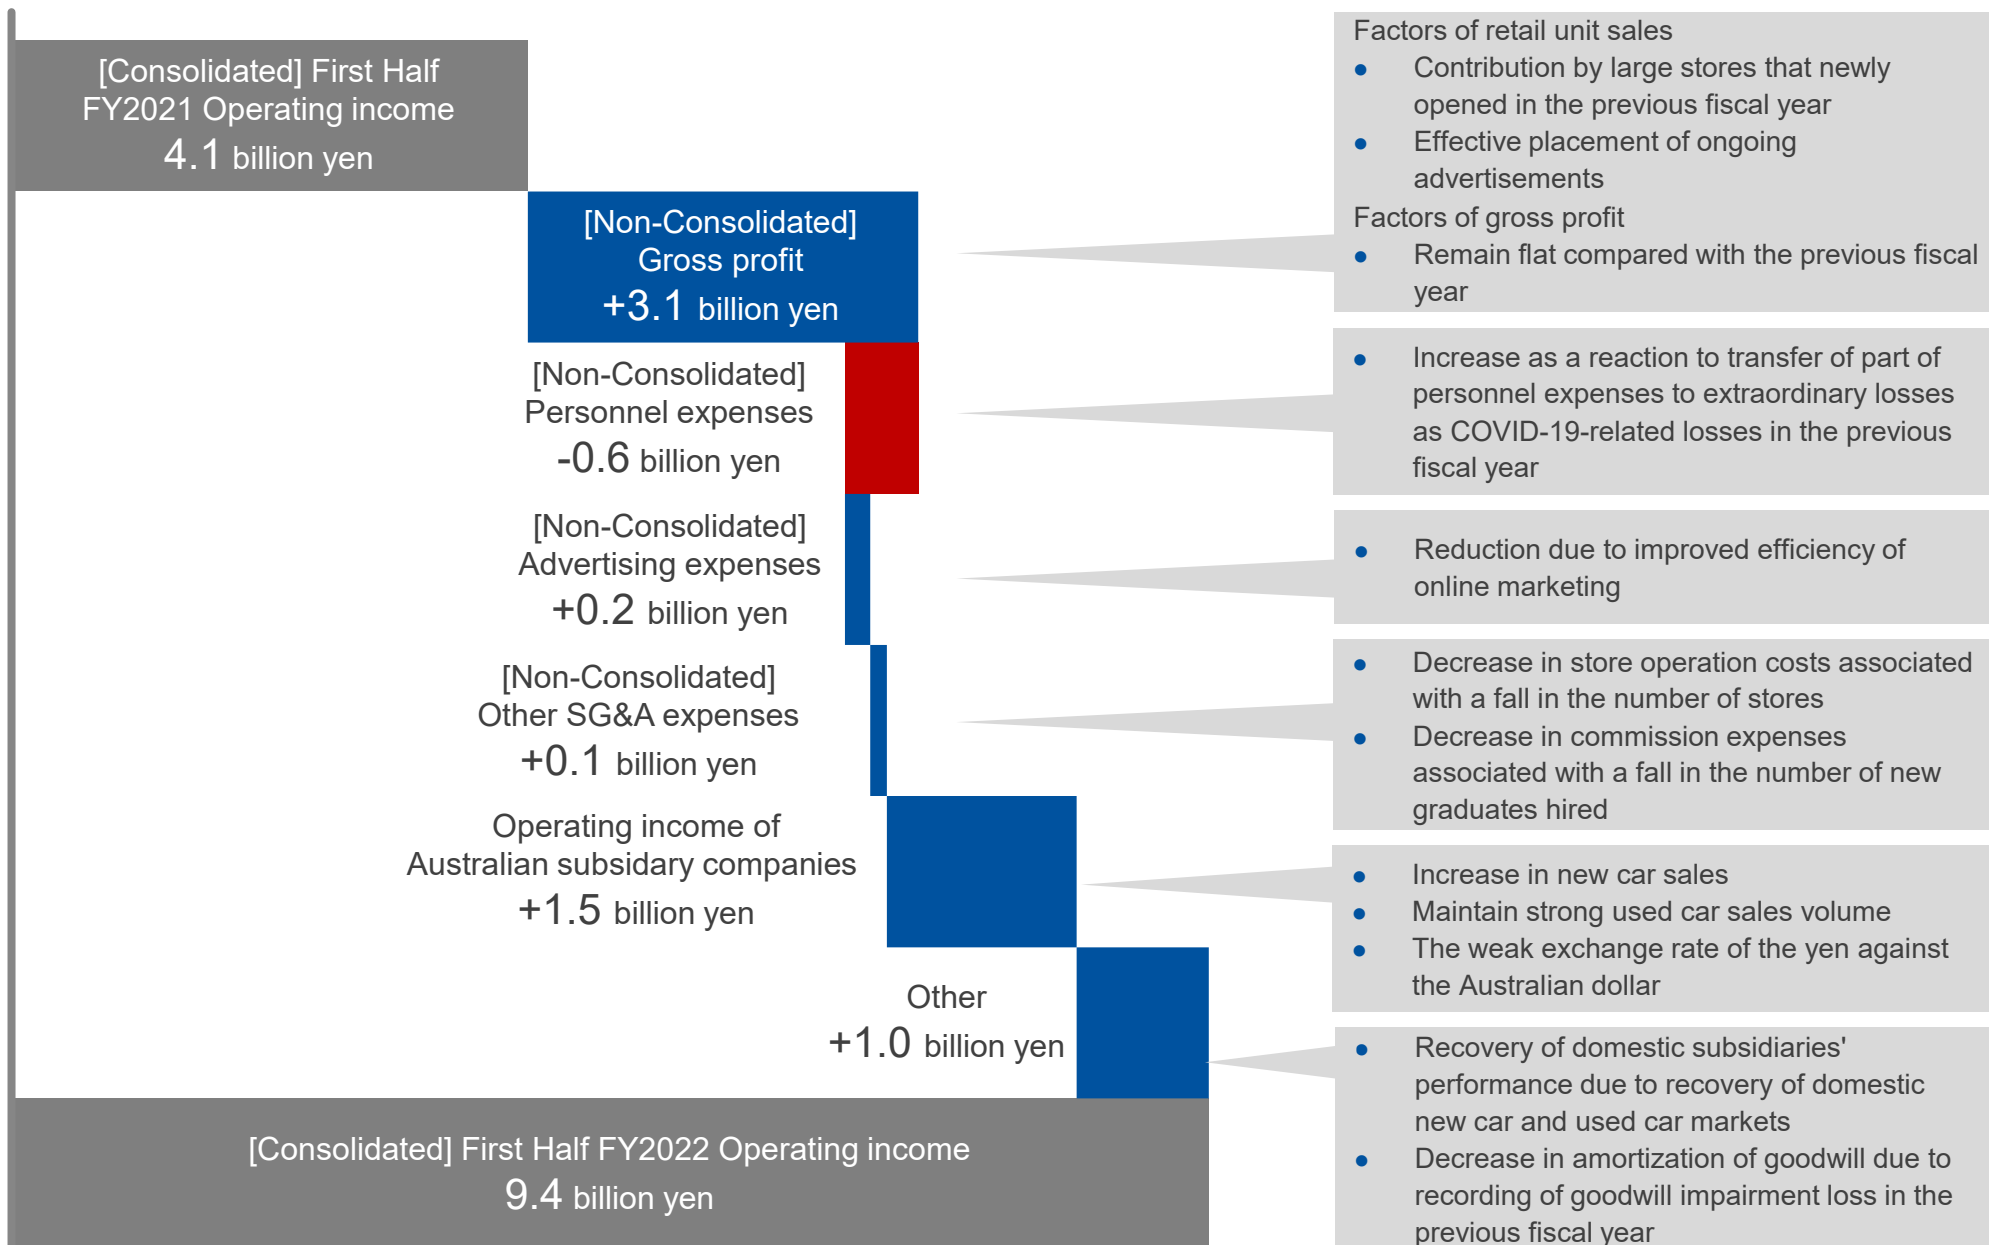 [Consolidated] First Half
FY2021 Operating income
4.1 billion yen
[Non-Consolidated]
Gross profit
+3.1 billion yen
[Non-Consolidated]
Personnel expenses
-0.6 billion yen
[Non-Consolidated]
Advertising expenses
+0.2 billion yen
[Non-Consolidated]
Other SG&A expenses
+0.1 billion yen
Operating income of
Australian subsidary companies
+1.5 billion yen
Other
+1.0 billion yen
[Consolidated] First Half FY2022 Operating income
9.4 billion yen
Factors of retail unit sales
● Contribution by large stores that newly
opened in the previous fiscal year
● Effective placement of ongoing
advertisements
Factors of gross profit
● Remain flat compared with the previous fiscal
year
● Increase as a reaction to transfer of part of
personnel expenses to extraordinary losses
as COVID-19-related losses in the previous
fiscal year
● Reduction due to improved efficiency of
online marketing
● Decrease in store operation costs associated
with a fall in the number of stores
● Decrease in commission expenses
associated with a fall in the number of new
graduates hired
● Increase in new car sales
● Maintain strong used car sales volume
● The weak exchange rate of the yen against
the Australian dollar
● Recovery of domestic subsidiaries'
performance due to recovery of domestic
new car and used car markets
● Decrease in amortization of goodwill due to
recording of goodwill impairment loss in the
previous fiscal year